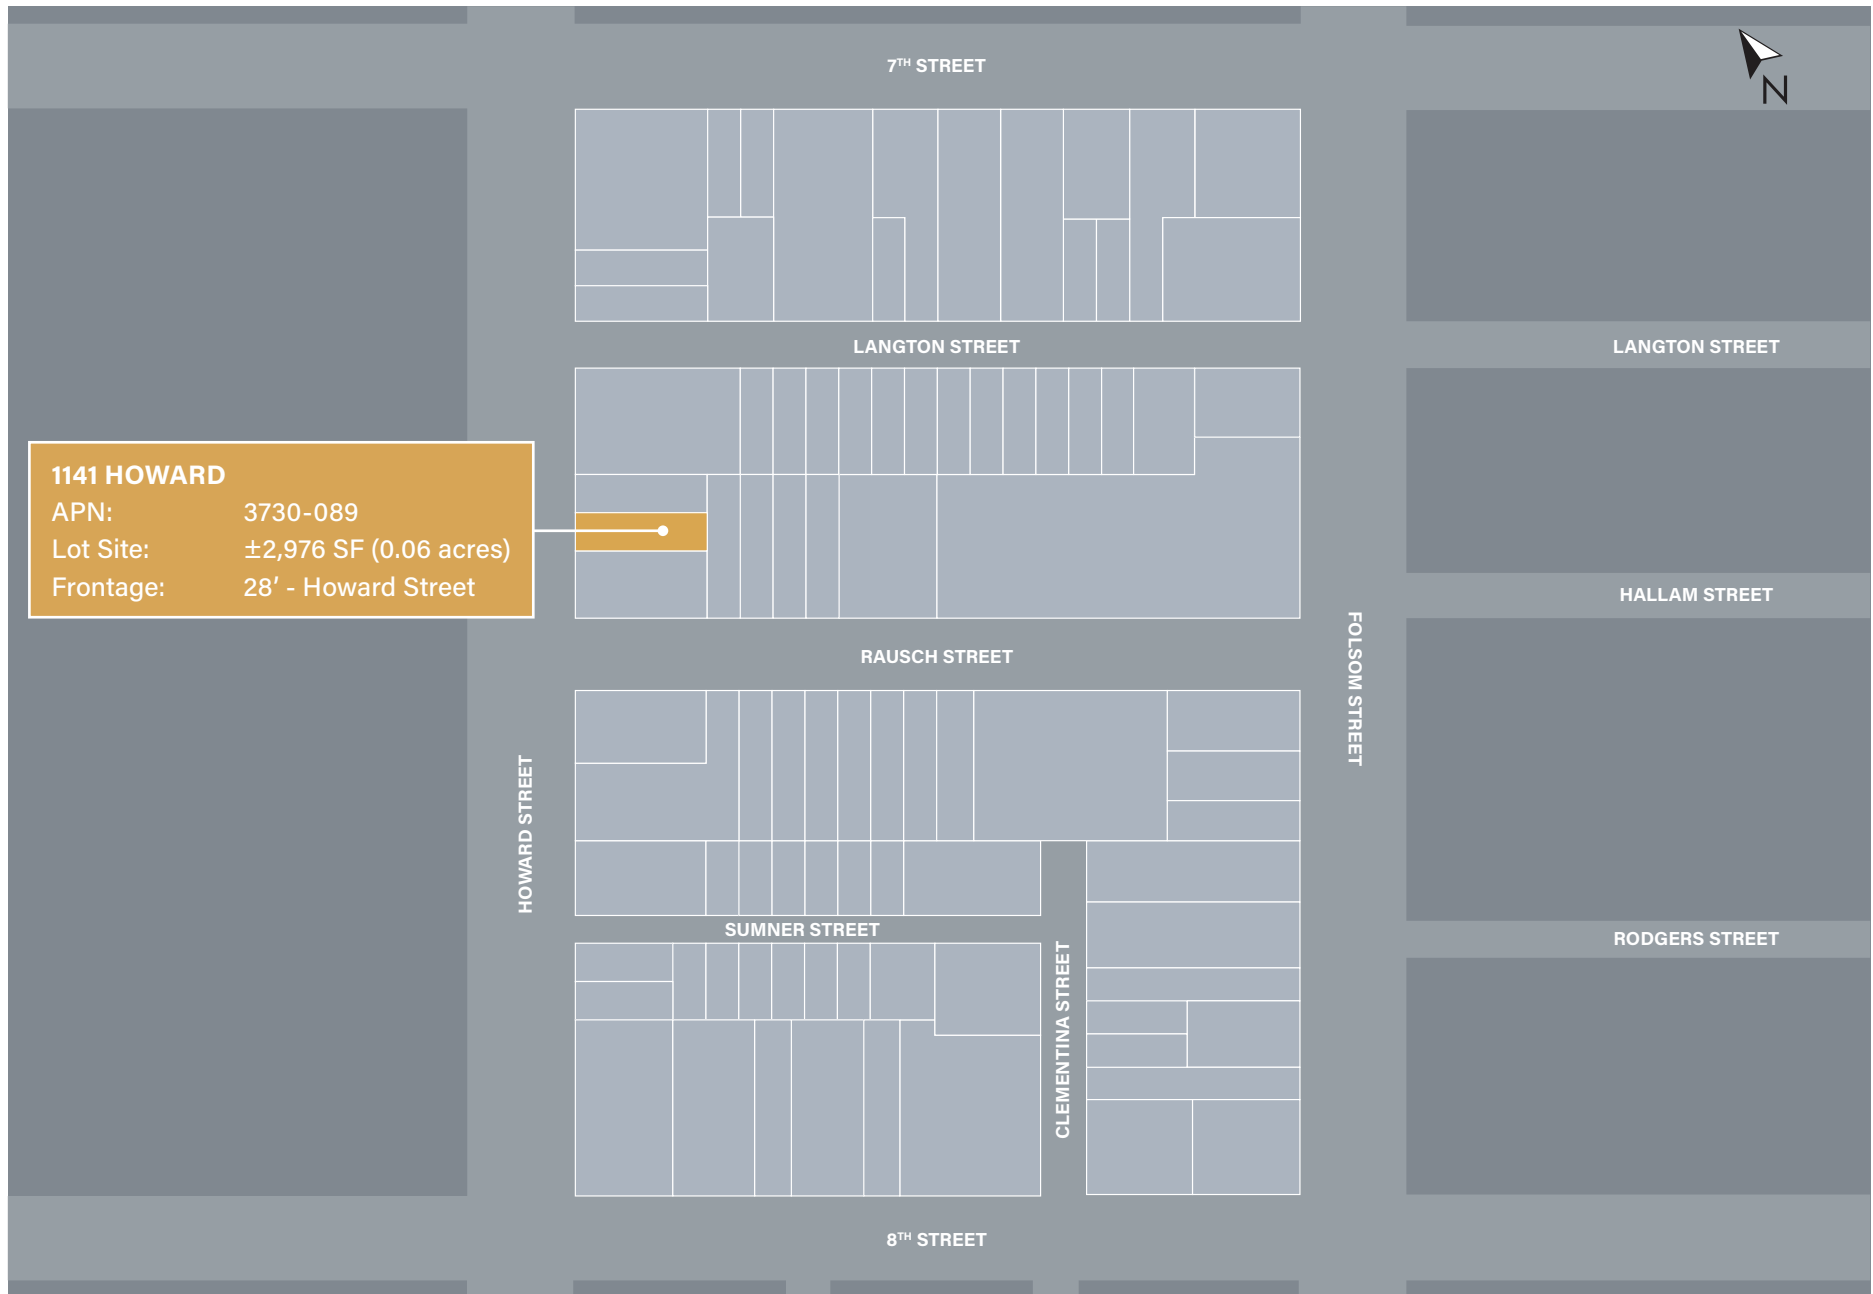 7TH STREET
N
LANGTON STREET
LANGTON STREET
1141 HOWARD
APN: 3730-089
Lot Site: ±2,976 SF (0.06 acres)
Frontage: 28’ - Howard Street
HALLAM STREET
RAUSCH STREET
FOLSOM STREET
HOWARD STREET
SUMNER STREET
RODGERS STREET
CLEMENTINA STREET
8TH STREET